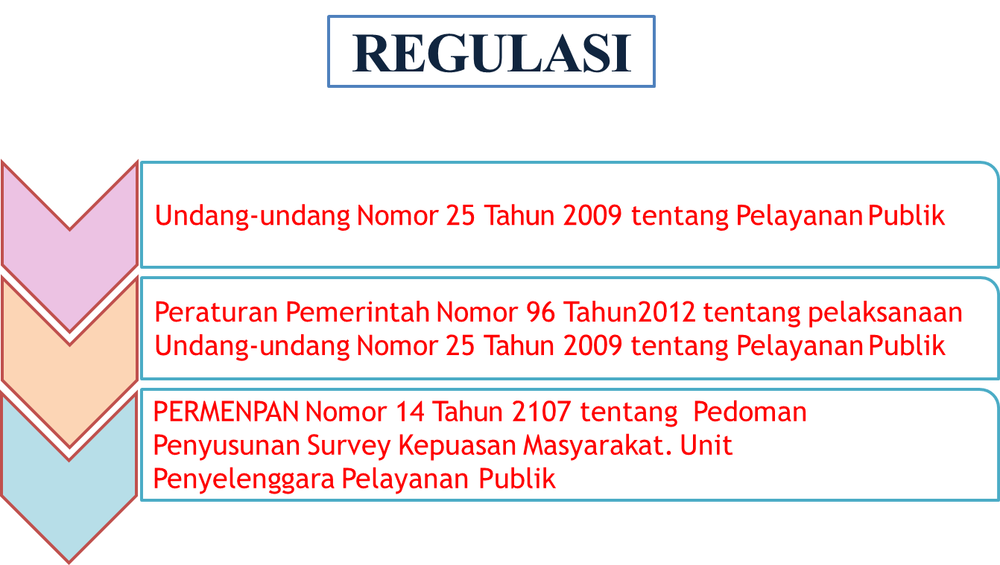 REGULASI
Undang-undang Nomor 25 Tahun 2009 tentang Pelayanan Publik
Peraturan Pemerintah Nomor 96 Tahun2012 tentang pelaksanaan
Undang-undang Nomor 25 Tahun 2009 tentang Pelayanan Publik
PERMENPAN Nomor 14 Tahun 2107 tentang  Pedoman
Penyusunan Survey Kepuasan Masyarakat. Unit
Penyelenggara Pelayanan Publik